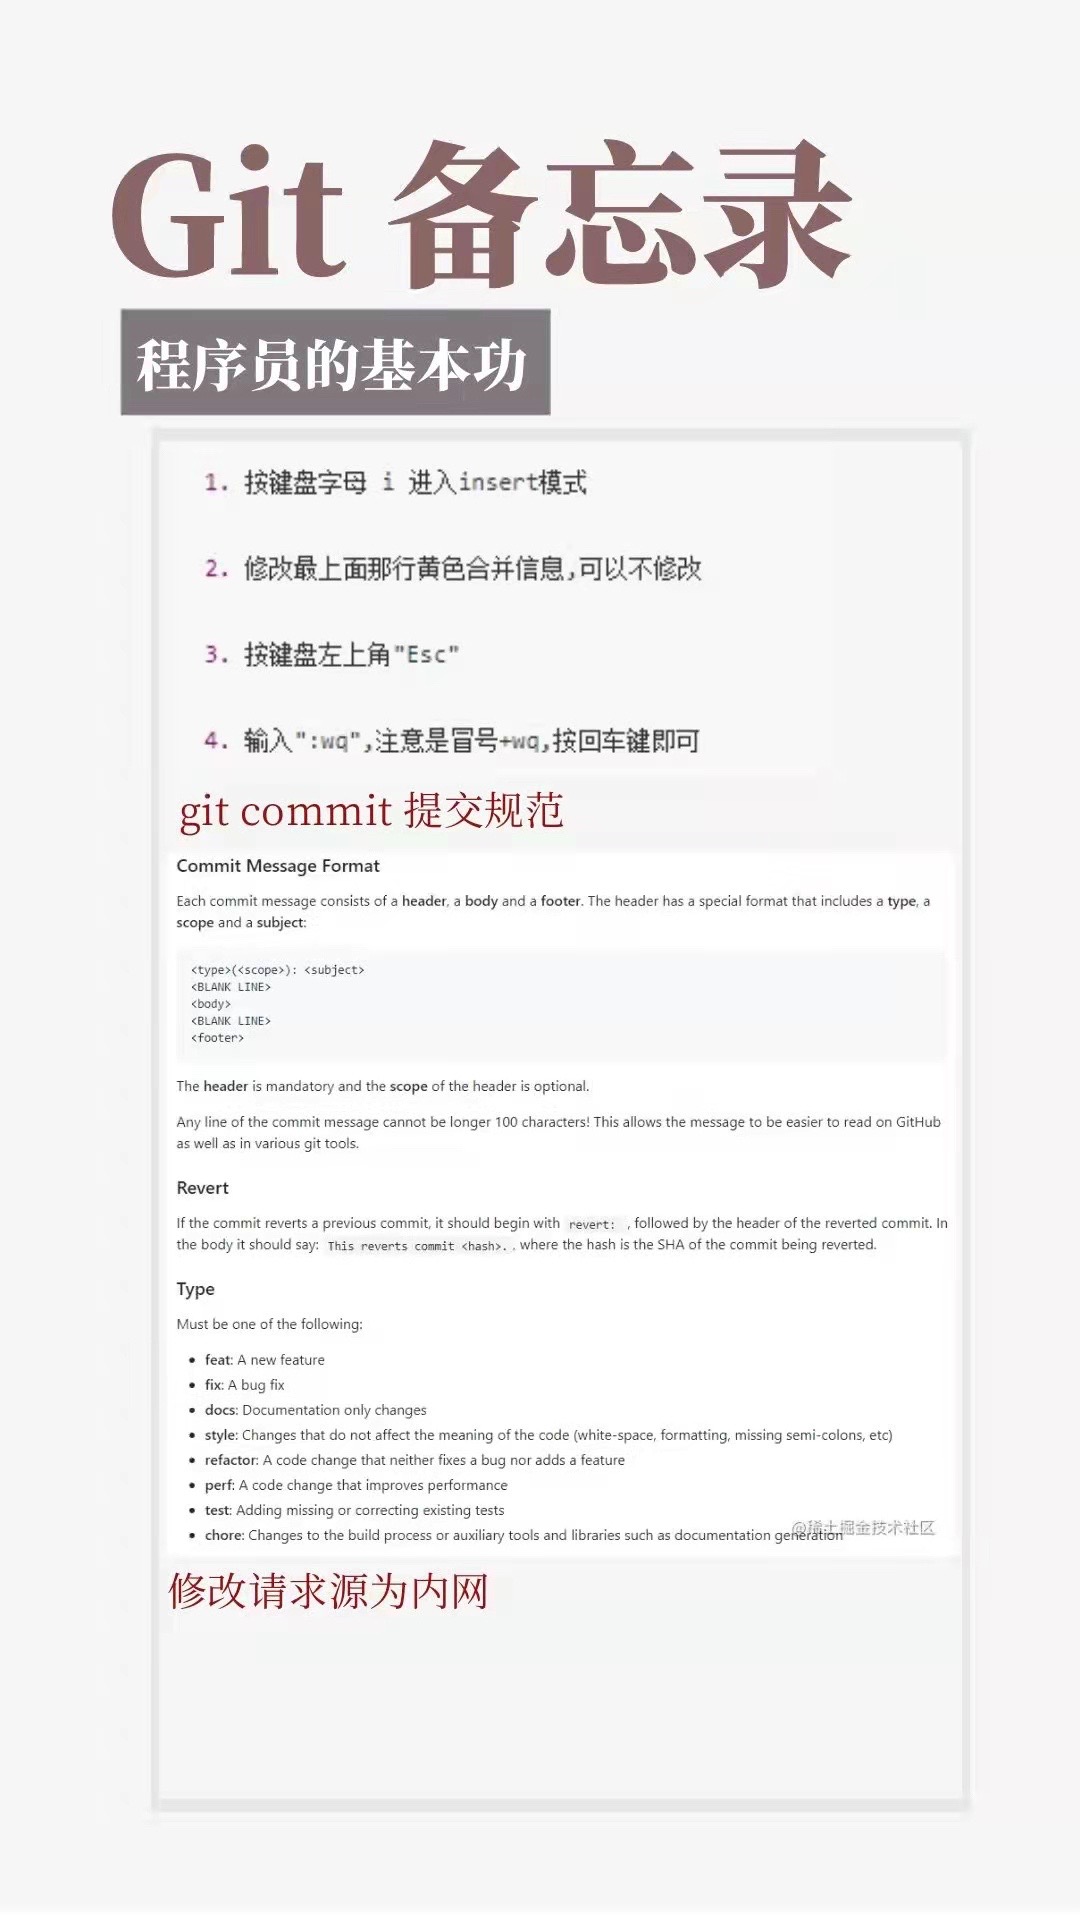 Git 备忘录
程序员的基本功
1. 按键盘字母 i 进入insert模式
2. 修改最上面那行黄色合并信息,可以不修改
3. 按键盘左上角"Esc"
4. 输入":wq",注意是冒号+wq,按回车键即可
git commit 提交规范
Commit Message Format
Each commit message consists of a header, a body and a footer. The header has a special format that includes a type, a
scope and a subject:
<type>(<scope>): <subject>
<BLANK LINE>
<body>
<BLANK LINE>
<footer>
The header is mandatory and the scope of the header is optional.
Any line of the commit message cannot be longer 100 characters! This allows the message to be easier to read on GitHub
as well as in various git tools.
Revert
If the commit reverts a previous commit, it should begin with revert: , followed by the header of the reverted commit. In
the body it should say: This reverts commit <hash>. , where the hash is the SHA of the commit being reverted.
Type
Must be one of the following:
• feat: A new feature
• fix: A bug fix
• docs: Documentation only changes
• style: Changes that do not affect the meaning of the code (white-space, formatting, missing semi-colons, etc)
• refactor: A code change that neither fixes a bug nor adds a feature
• perf: A code change that improves performance
• test: Adding missing or correcting existing tests
• chore: Changes to the build process or auxiliary tools and libraries such as documentation generation
@稀土掘金技术社区
修改请求源为内网